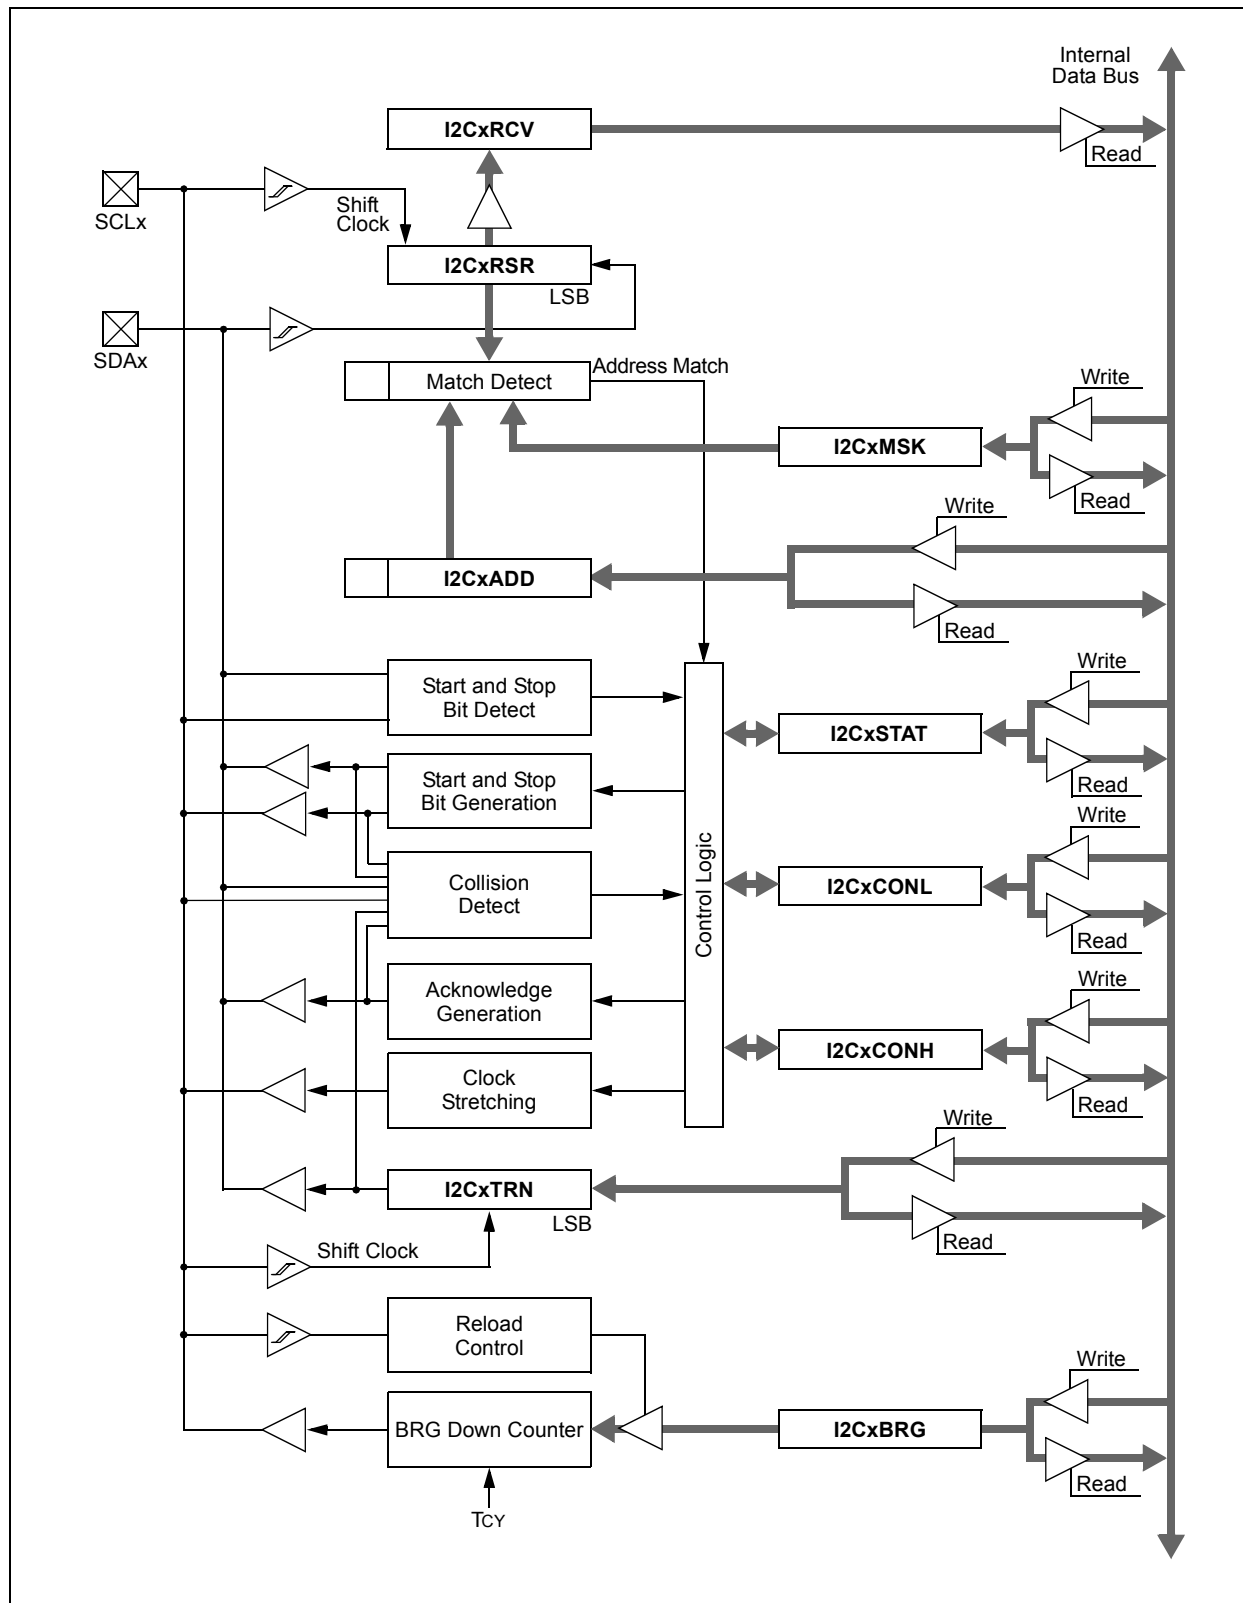 Internal
Data Bus
I2CxRCV
Read
SCLx
Shift
Clock
I2CxRSR
LSB
SDAx
Match Detect
Address Match
Write
I2CxMSK
Read
Write
I2CxADD
Read
Start and Stop
Bit Detect
Write
I2CxSTAT
Read
Start and Stop
Bit Generation
Control Logic
Write
I2CxCONL
Read
Collision
Detect
Acknowledge
Generation
Write
I2CxCONH
Read
Clock
Stretching
Write
I2CxTRN
LSB
Read
Shift Clock
Reload
Control
Write
BRG Down Counter
I2CxBRG
Read
TCY